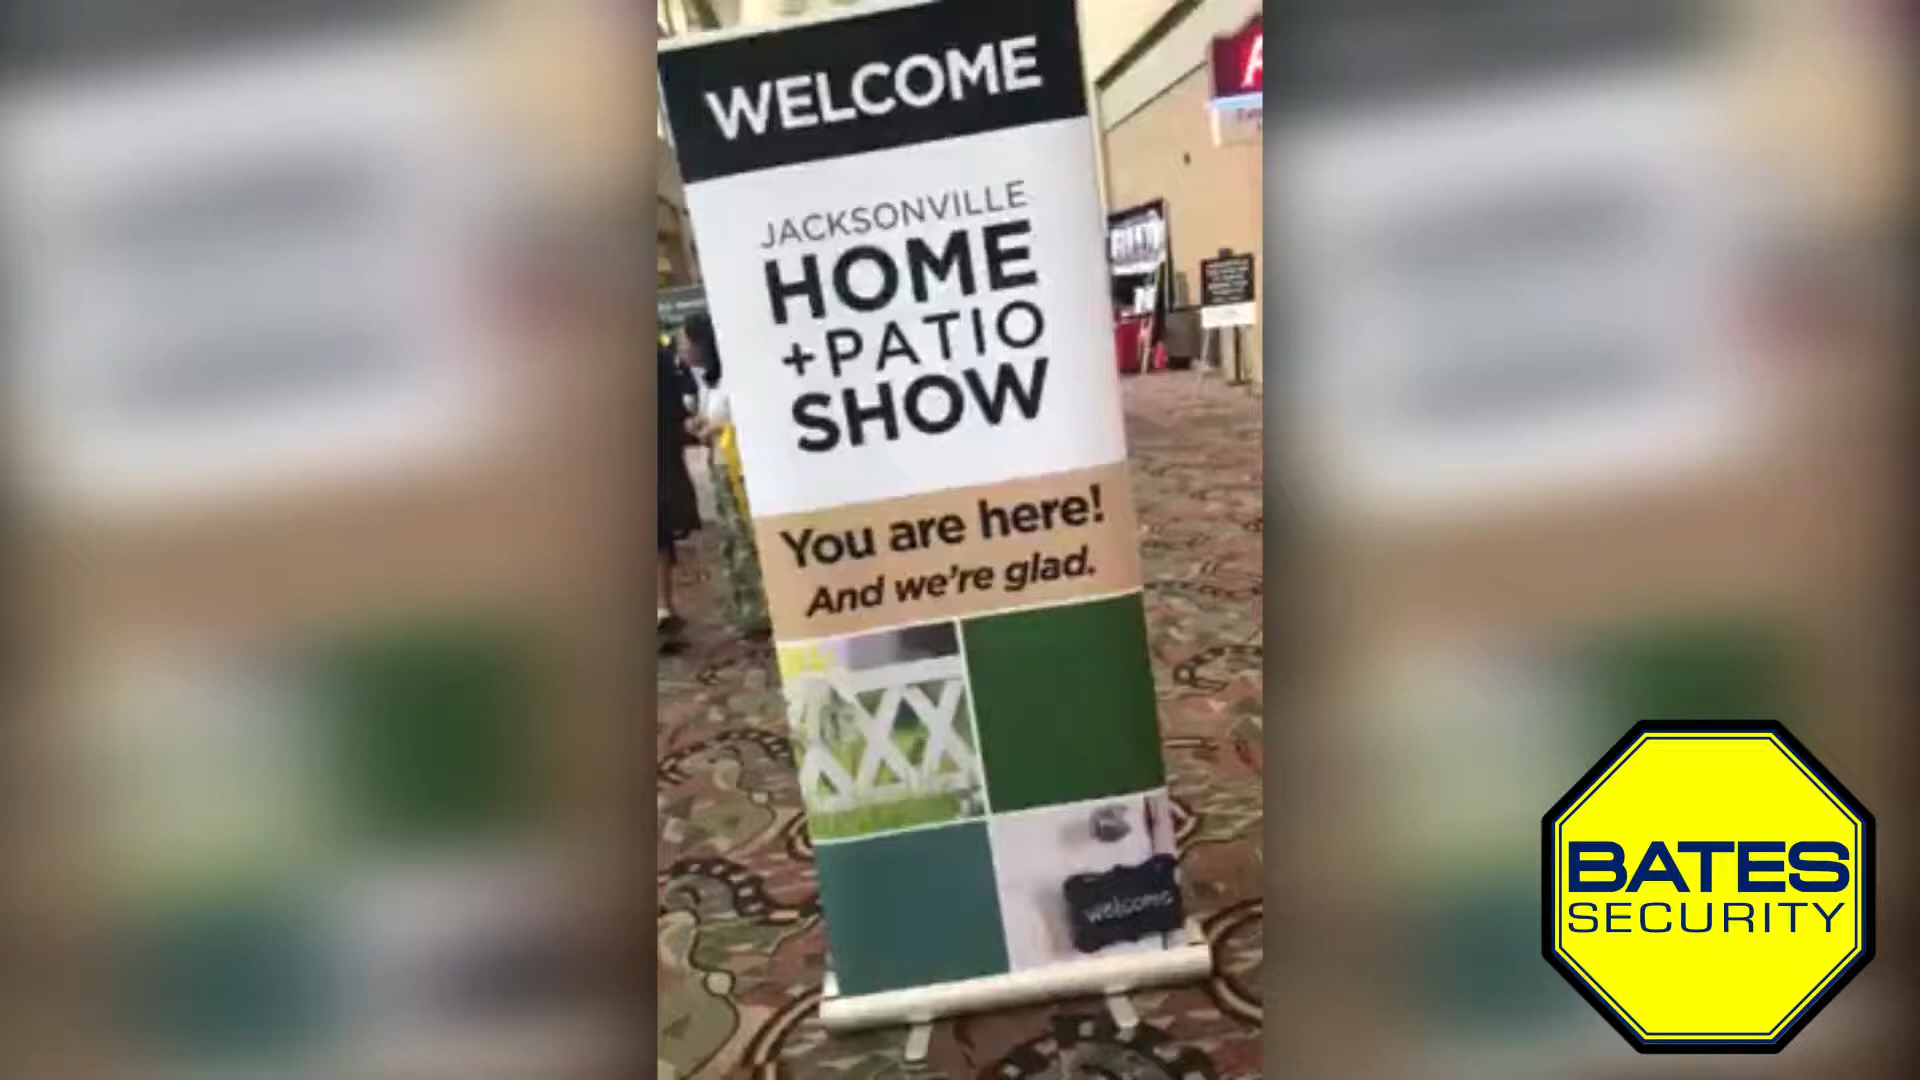 WELCOME
JACKSONVILLE
HOME
+PATIO
SHOW
You are here!
And we're glad.
welcome
BATES
SECURITY